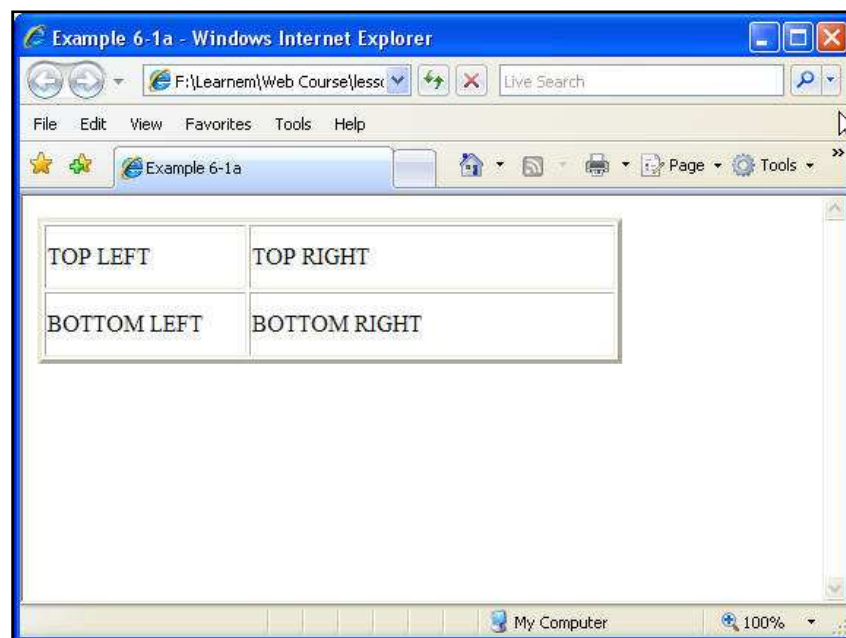 Example 6-1a - Windows Internet Explorer
F:\Learnem\Web Course\less
Live Search
File Edit View Favorites Tools Help
Example 6-1a
Page Tools »
TOP LEFT TOP RIGHT
BOTTOM LEFT BOTTOM RIGHT
My Computer 100%